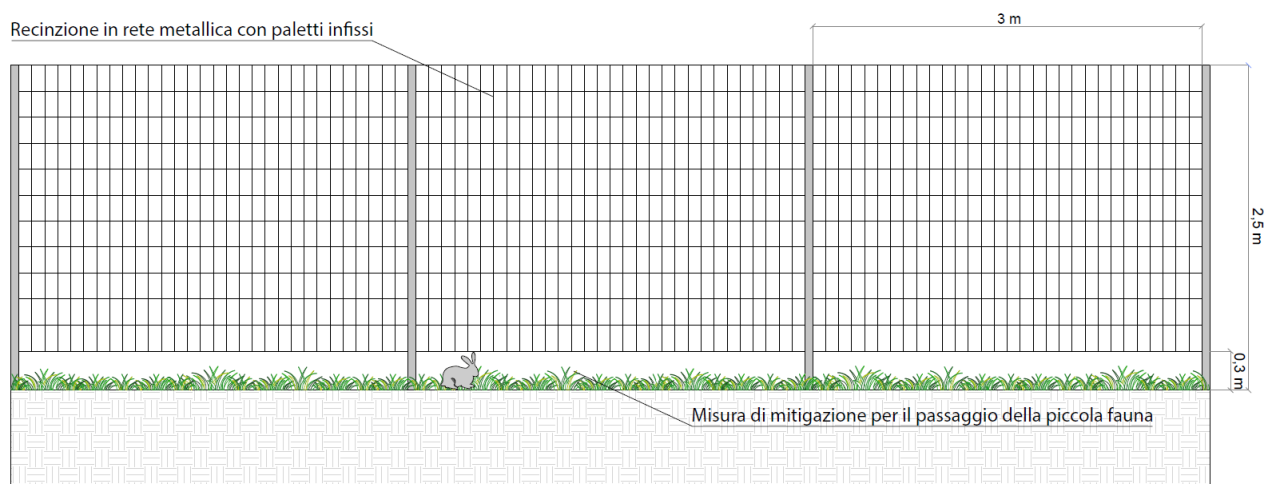 3 m
Recinzione in rete metallica con paletti infissi
2,5 m
0,3 m
Misura di mitigazione per il passaggio della piccola fauna